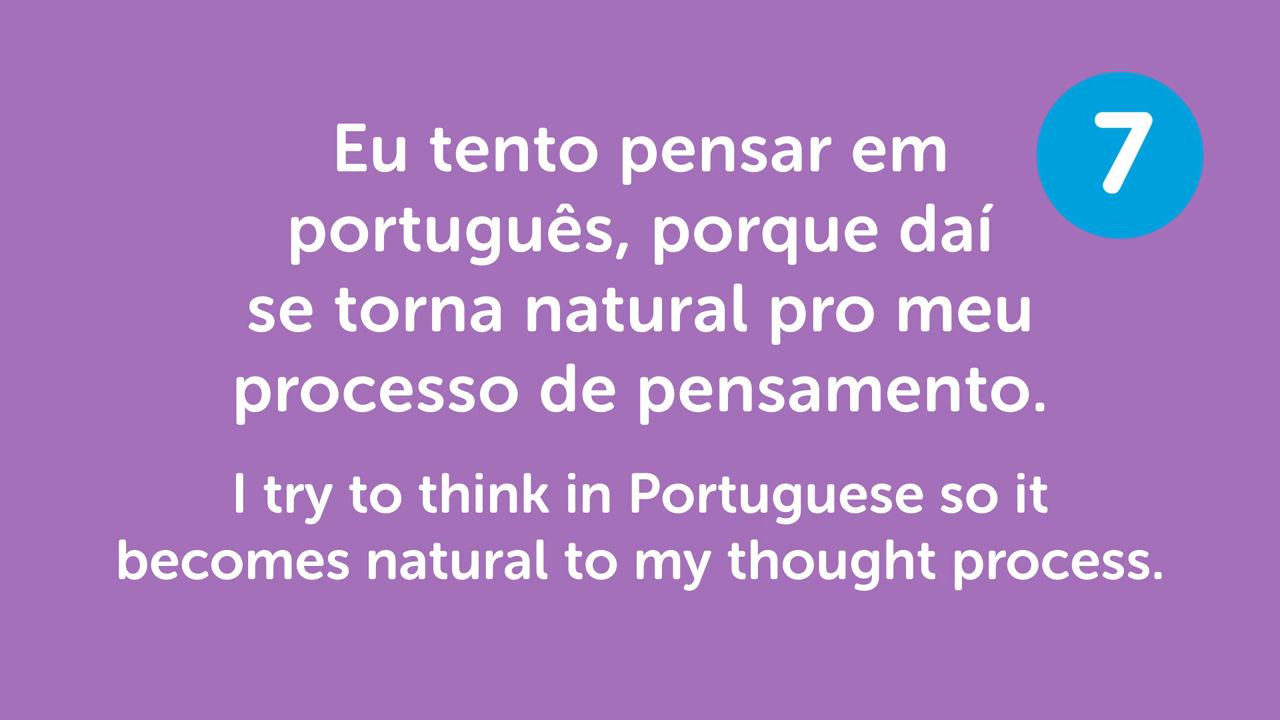 Eu tento pensar em
português, porque daí
se torna natural pro meu
processo de pensamento.
7
I try to think in Portuguese so it
becomes natural to my thought process.